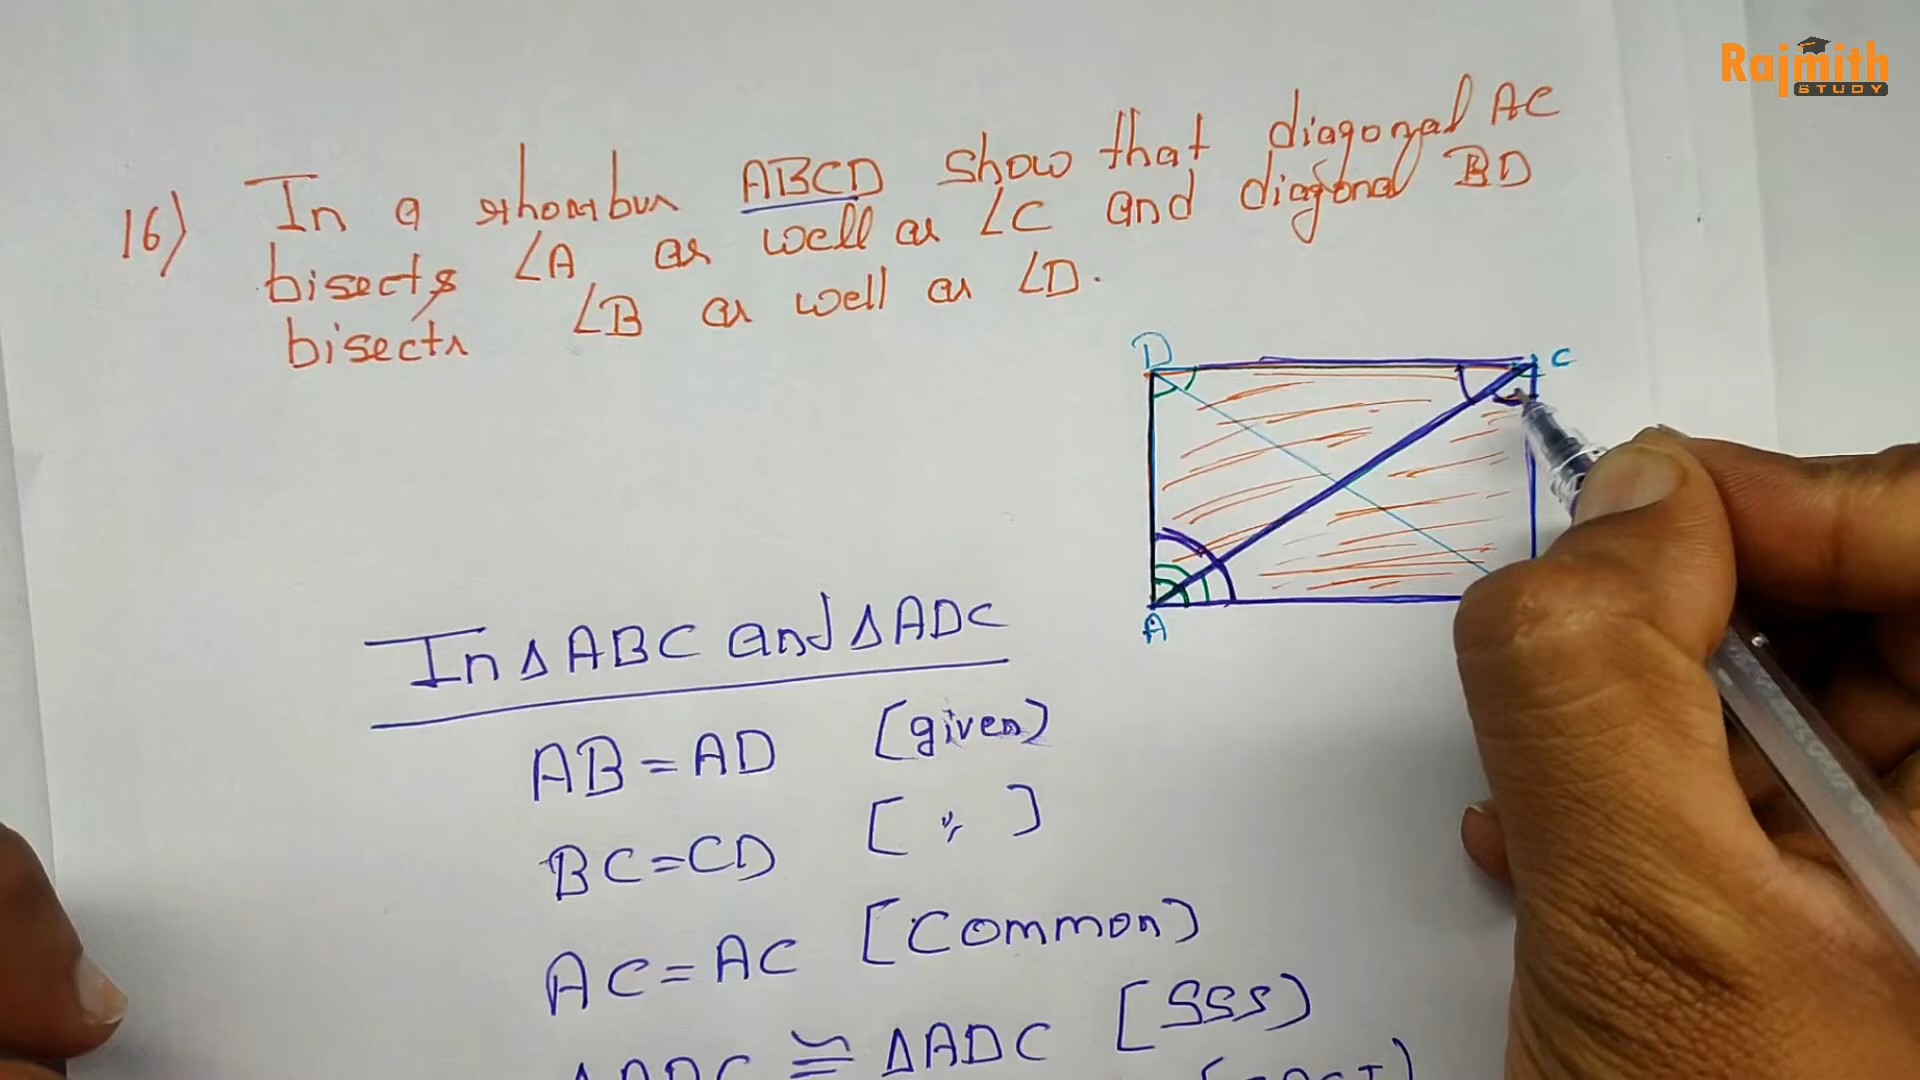 Rajmith
STUDY
16) In a rhombus ABCD show that diagonal AC
bisects ∠A as well as ∠C and diagonal BD
bisects ∠B as well as ∠D.
D C
A
In △ ABC and △ ADC
AB = AD [given]
BC = CD [ " ]
AC = AC [Common]
≅ △ADC [SSS]